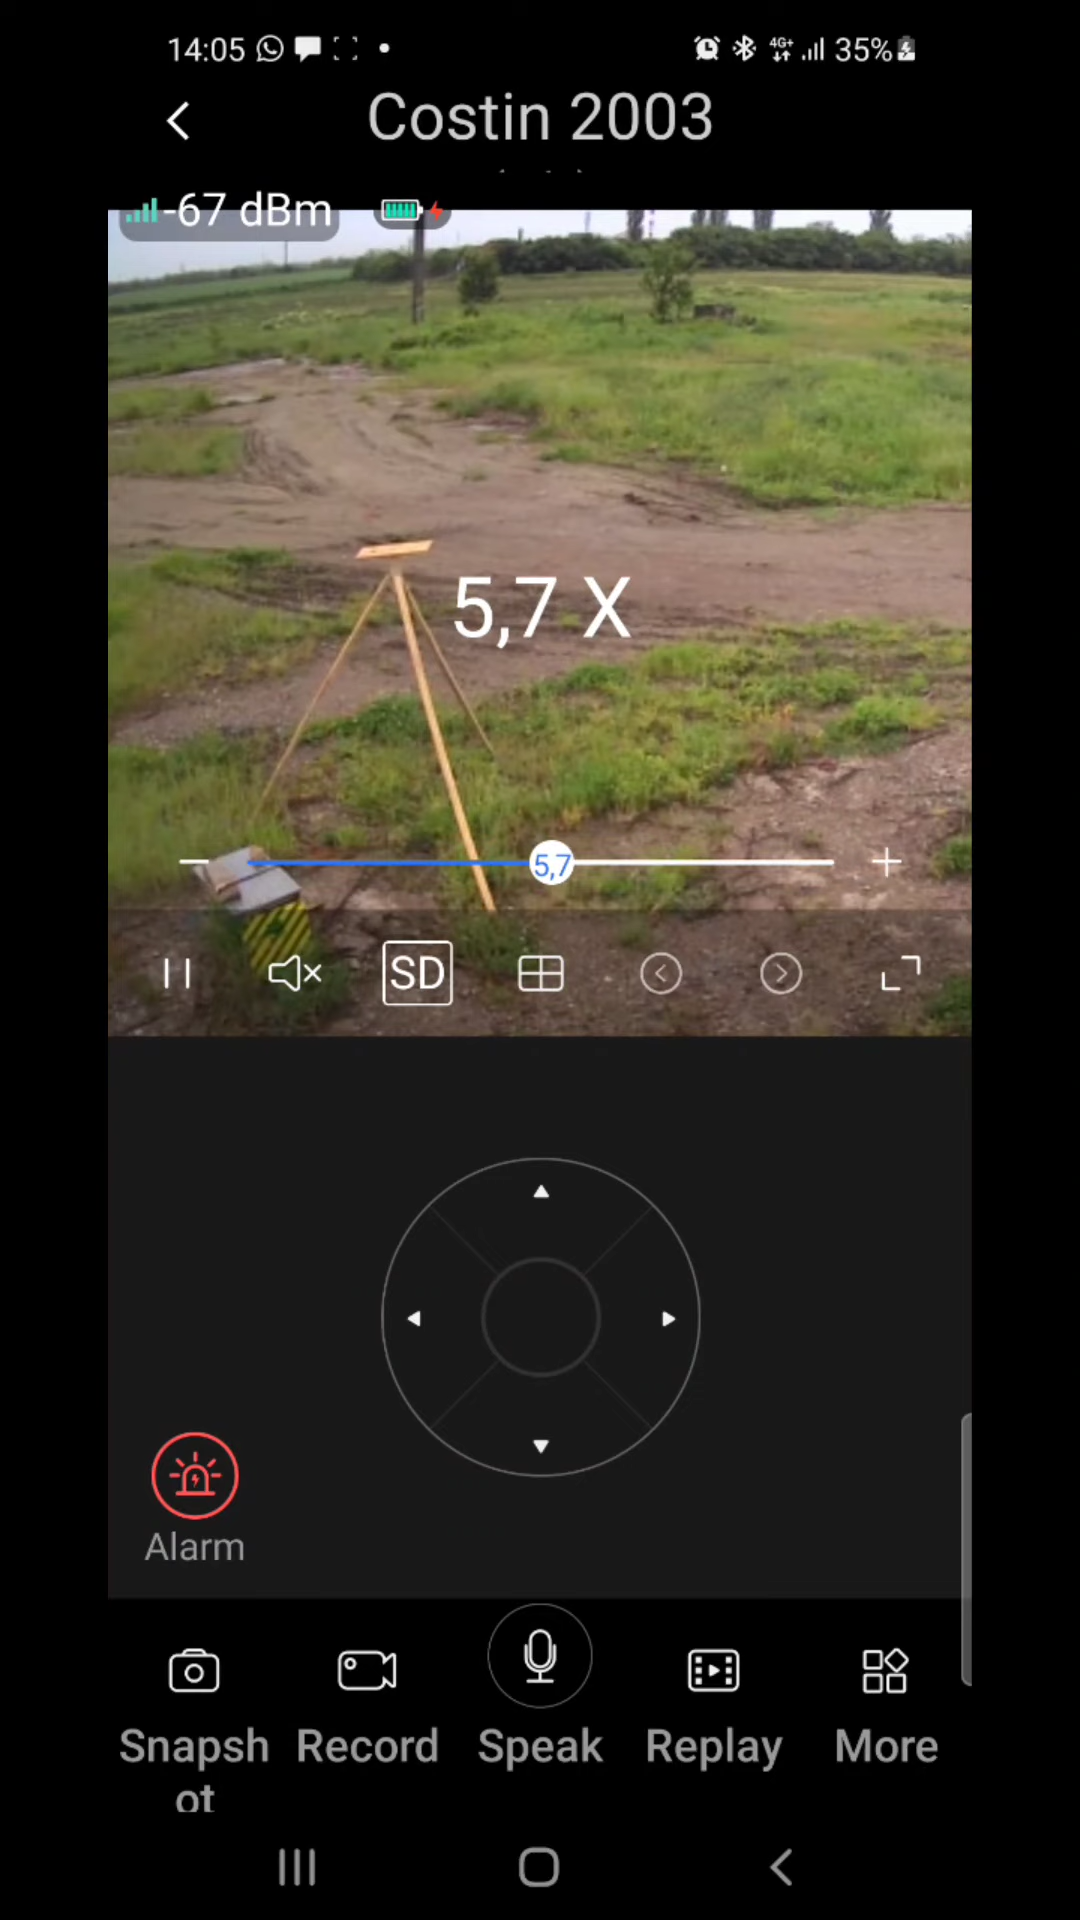 14:05
4G+
35%
Costin 2003
-67 dBm
5,7 X
5,7
SD
Alarm
Snapsh
ot
Record
Speak
Replay
More